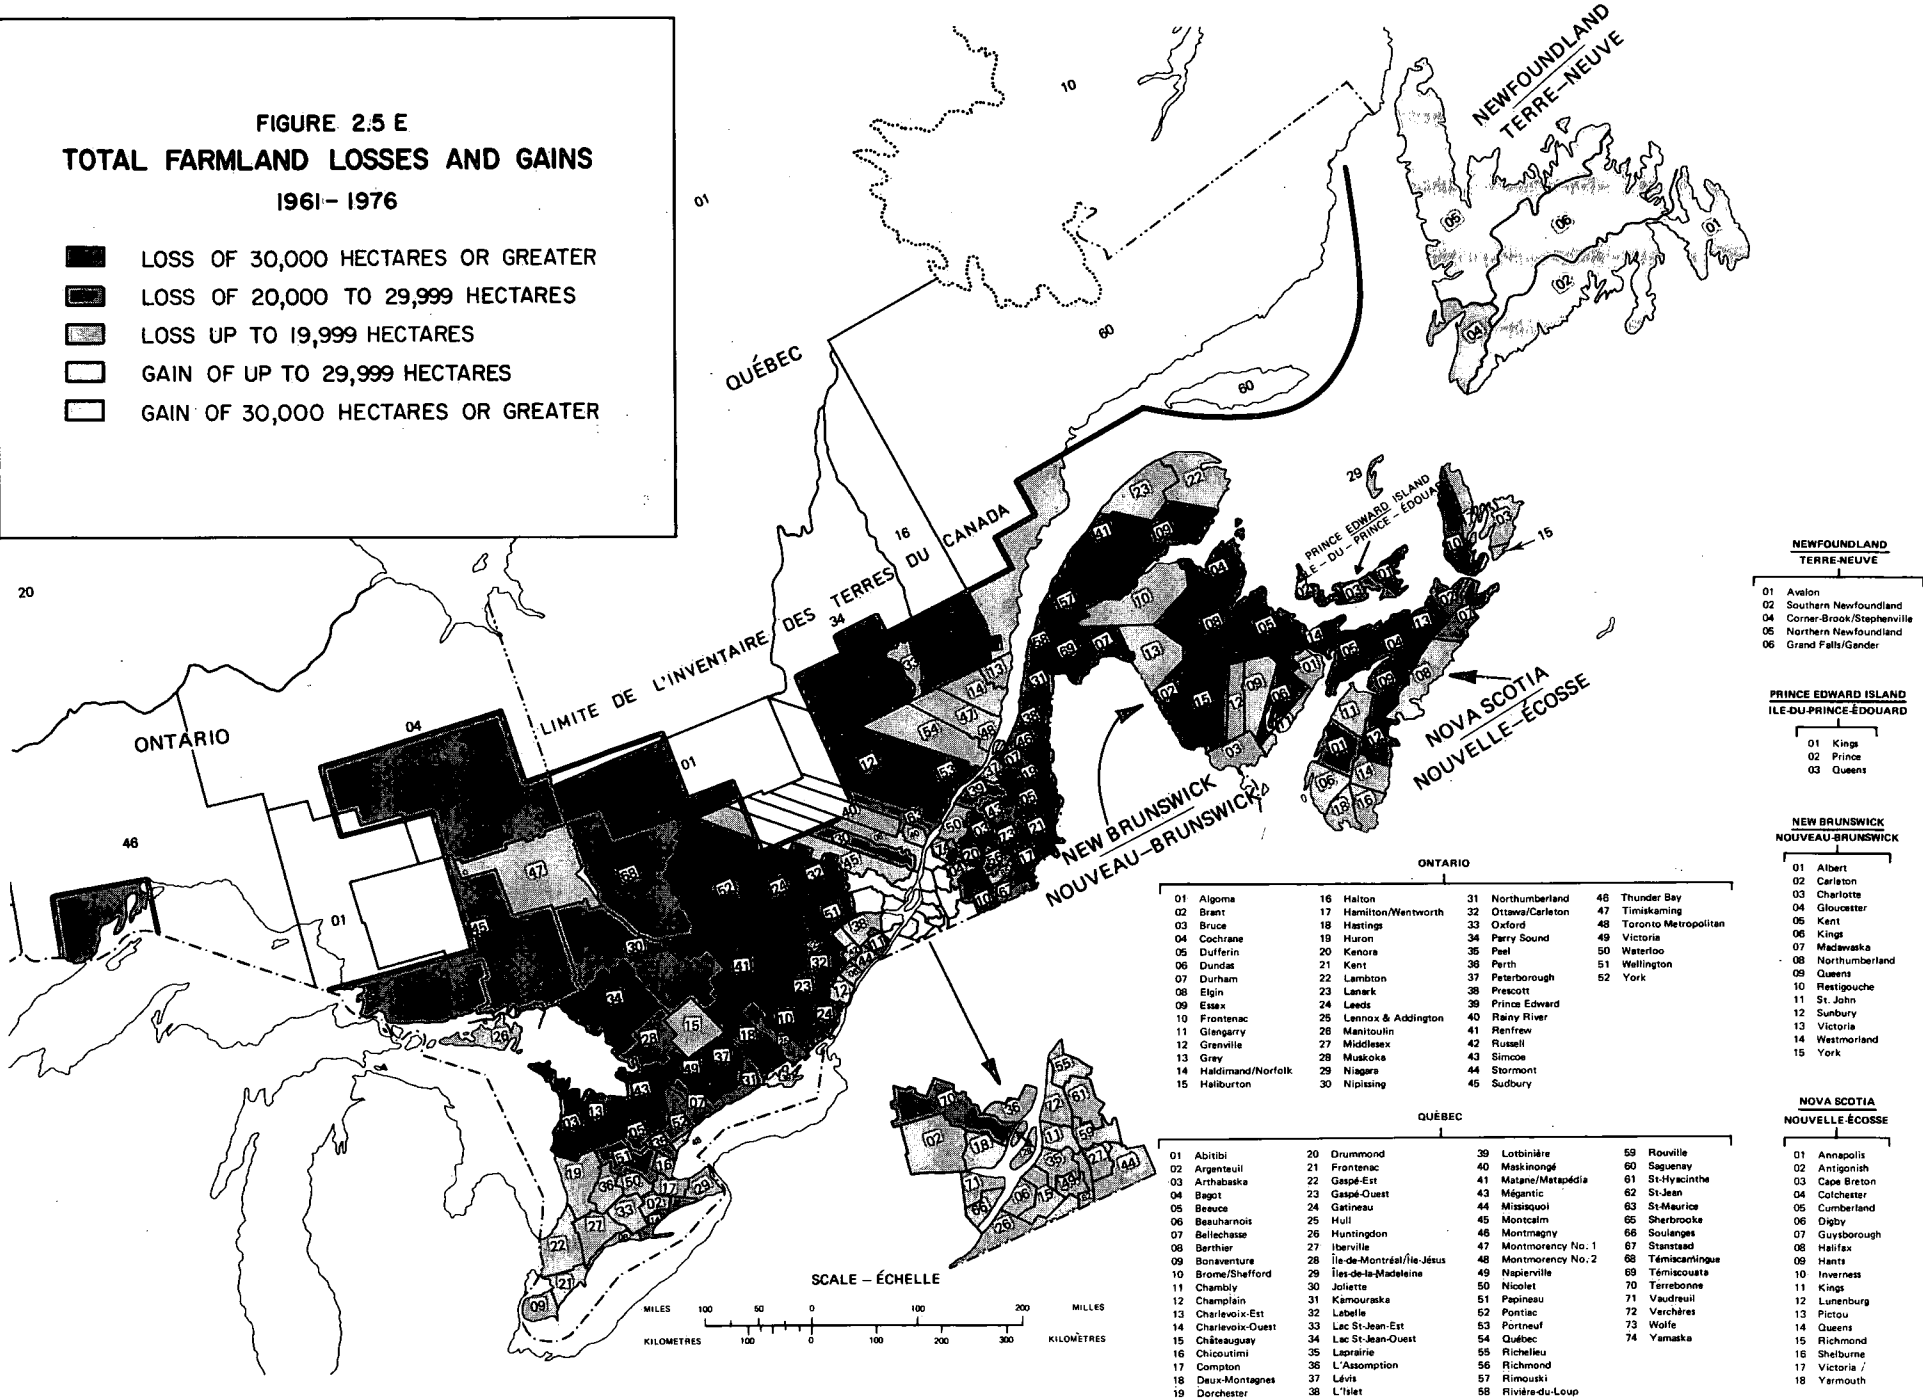 FIGURE 2.5 E
TOTAL FARMLAND LOSSES AND GAINS
1961 - 1976
LOSS OF 30,000 HECTARES OR GREATER
LOSS OF 20,000 TO 29,999 HECTARES
LOSS UP TO 19,999 HECTARES
GAIN OF UP TO 29,999 HECTARES
GAIN OF 30,000 HECTARES OR GREATER
NEWFOUNDLAND
TERRE-NEUVE
QUÉBEC
PRINCE EDWARD ISLAND
ÎLE-DU-PRINCE-ÉDOUARD
LIMITE DE L'INVENTAIRE DES TERRES DU CANADA
ONTARIO
NOVA SCOTIA
NOUVELLE-ÉCOSSE
NEW BRUNSWICK
NOUVEAU-BRUNSWICK
SCALE - ÉCHELLE
MILES 100 50 0 100 200 MILLES
KILOMETRES 100 0 100 200 300 KILOMÈTRES
NEWFOUNDLAND
TERRE-NEUVE
01 Avalon
02 Southern Newfoundland
04 Corner-Brook/Stephenville
05 Northern Newfoundland
06 Grand Falls/Gander
PRINCE EDWARD ISLAND
ILE-DU-PRINCE-ÉDOUARD
01 Kings
02 Prince
03 Queens
NEW BRUNSWICK
NOUVEAU-BRUNSWICK
01 Albert
02 Carleton
03 Charlotte
04 Gloucester
05 Kent
06 Kings
07 Madawaska
08 Northumberland
09 Queens
10 Restigouche
11 St. John
12 Sunbury
13 Victoria
14 Westmorland
15 York
NOVA SCOTIA
NOUVELLE-ÉCOSSE
01 Annapolis
02 Antigonish
03 Cape Breton
04 Colchester
05 Cumberland
06 Digby
07 Guysborough
08 Halifax
09 Hants
10 Inverness
11 Kings
12 Lunenburg
13 Pictou
14 Queens
15 Richmond
16 Shelburne
17 Victoria
18 Yarmouth
ONTARIO
01 Algoma
02 Brant
03 Bruce
04 Cochrane
05 Dufferin
06 Dundas
07 Durham
08 Elgin
09 Essex
10 Frontenac
11 Glengarry
12 Grenville
13 Grey
14 Haldimand/Norfolk
15 Haliburton
16 Halton
17 Hamilton/Wentworth
18 Hastings
19 Huron
20 Kenora
21 Kent
22 Lambton
23 Lanark
24 Leeds
25 Lennox & Addington
26 Manitoulin
27 Middlesex
28 Muskoka
29 Niagara
30 Nipissing
31 Northumberland
32 Ottawa/Carleton
33 Oxford
34 Parry Sound
35 Peel
36 Perth
37 Peterborough
38 Prescott
39 Prince Edward
40 Rainy River
41 Renfrew
42 Russell
43 Simcoe
44 Stormont
45 Sudbury
46 Thunder Bay
47 Timiskaming
48 Toronto Metropolitan
49 Victoria
50 Waterloo
51 Wellington
52 York
QUÉBEC
01 Abitibi
02 Argenteuil
03 Arthabaska
04 Bagot
05 Beauce
06 Beauharnois
07 Bellechasse
08 Berthier
09 Bonaventure
10 Brome/Shefford
11 Chambly
12 Champlain
13 Charlevoix-Est
14 Charlevoix-Ouest
15 Châteauguay
16 Chicoutimi
17 Compton
18 Deux-Montagnes
19 Dorchester
20 Drummond
21 Frontenac
22 Gaspé-Est
23 Gaspé-Ouest
24 Gatineau
25 Hull
26 Huntingdon
27 Iberville
28 Île-de-Montréal/Île-Jésus
29 Îles-de-la-Madeleine
30 Joliette
31 Kamouraska
32 Labelle
33 Lac St-Jean-Est
34 Lac St-Jean-Ouest
35 Laprairie
36 L'Assomption
37 Lévis
38 L'Islet
39 Lotbinière
40 Maskinongé
41 Matane/Matapédia
43 Mégantic
44 Missisquoi
45 Montcalm
46 Montmagny
47 Montmorency No. 1
48 Montmorency No. 2
49 Napierville
50 Nicolet
51 Papineau
52 Pontiac
53 Portneuf
54 Québec
55 Richelieu
56 Richmond
57 Rimouski
58 Rivière-du-Loup
59 Rouville
60 Saguenay
61 St-Hyacinthe
62 St-Jean
63 St-Maurice
65 Sherbrooke
66 Soulanges
67 Stanstead
68 Témiscamingue
69 Témiscouata
70 Terrebonne
71 Vaudreuil
72 Verchères
73 Wolfe
74 Yamaska